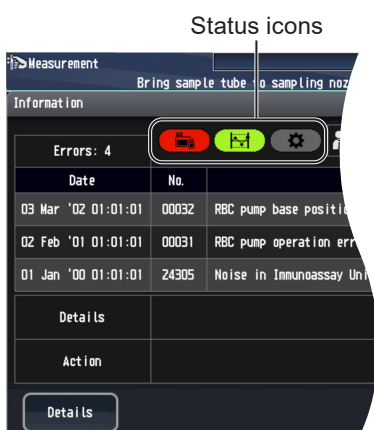 Status icons
Measurement
Bring sample tube to sampling noz
Information
Errors: 4
Date No.
03 Mar '02 01:01:01 00032 RBC pump base positio
02 Feb '01 01:01:01 00031 RBC pump operation err
01 Jan '00 01:01:01 24305 Noise in Immunoassay Uni
Details
Action
Details